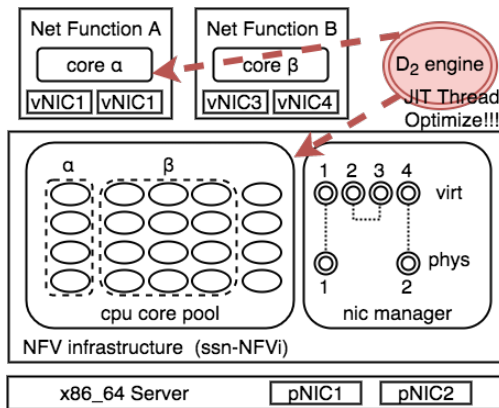 Net Function A
core α
vNIC1 vNIC1
Net Function B
core β
vNIC3 vNIC4
D2 engine
JIT Thread
Optimize!!!
α β
cpu core pool
1 2 3 4
virt
phys
1 2
nic manager
NFV infrastructure (ssn-NFVi)
x86_64 Server pNIC1 pNIC2